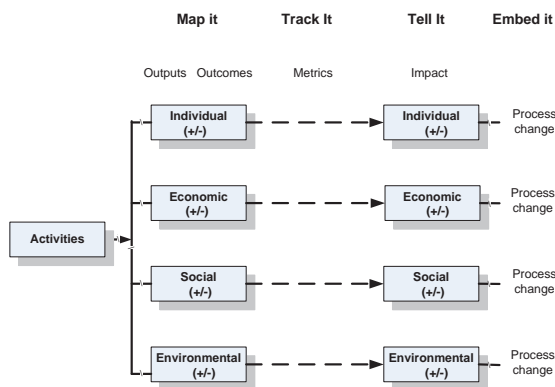 Map it Track It Tell It Embed it
Outputs Outcomes Metrics Impact
Individual
(+/-)
Individual
(+/-)
Process
change
Economic
(+/-)
Economic
(+/-)
Process
change
Activities
Social
(+/-)
Social
(+/-)
Process
change
Environmental
(+/-)
Environmental
(+/-)
Process
change